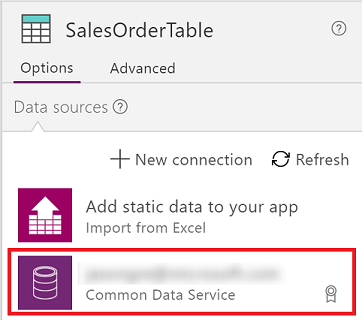 SalesOrderTable
Options Advanced
Data sources
New connection Refresh
Add static data to your app
Import from Excel
Common Data Service